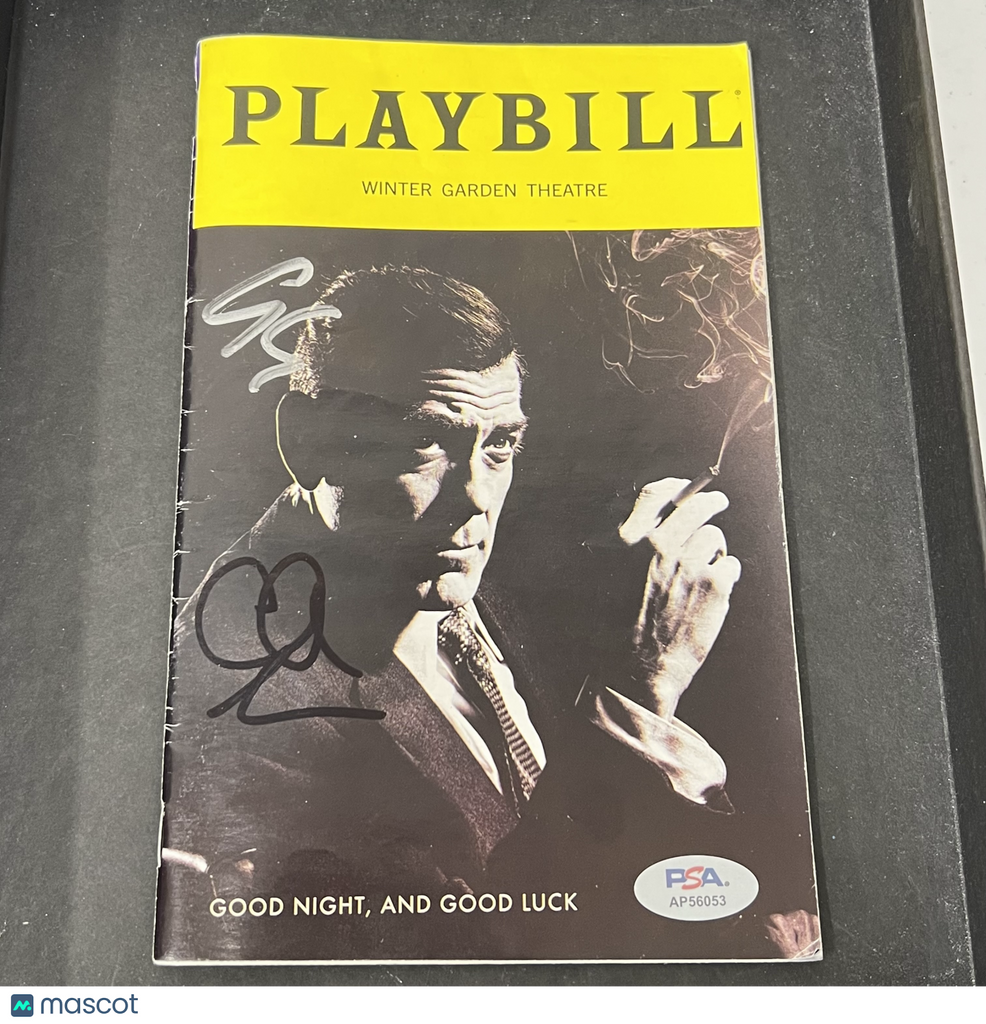 PLAYBILL
WINTER GARDEN THEATRE
GOOD NIGHT, AND GOOD LUCK
PSA.
AP56053
mascot